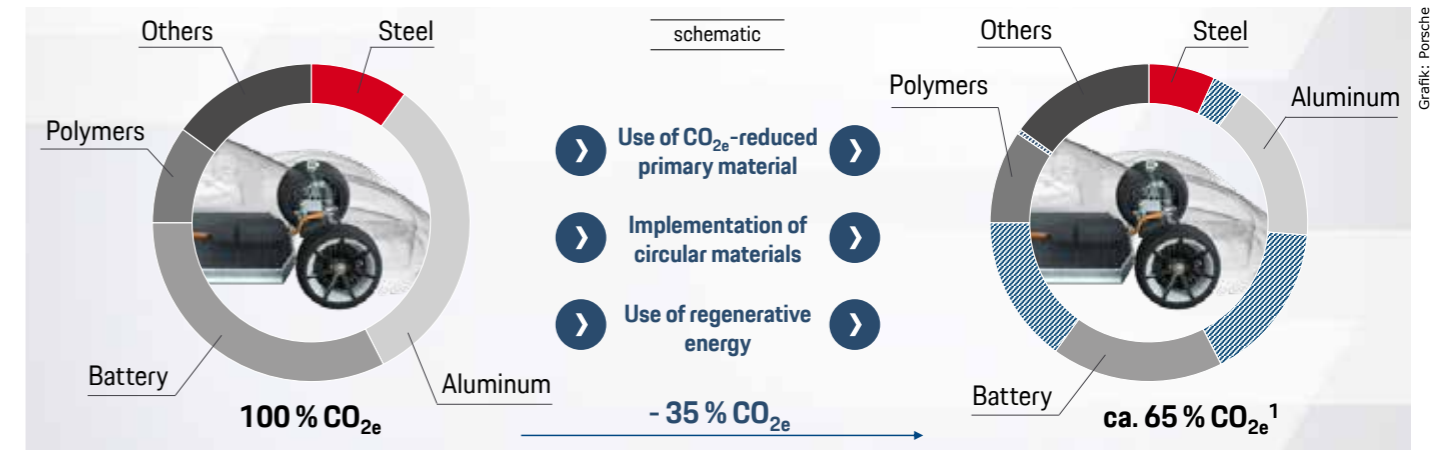 Others
Steel
Polymers
Battery
Aluminum
100 % CO2e
schematic
Use of CO2e-reduced
primary material
Implementation of
circular materials
Use of regenerative
energy
- 35 % CO2e
Others
Steel
Polymers
Aluminum
Battery
ca. 65 % CO2e¹
Grafik: Porsche